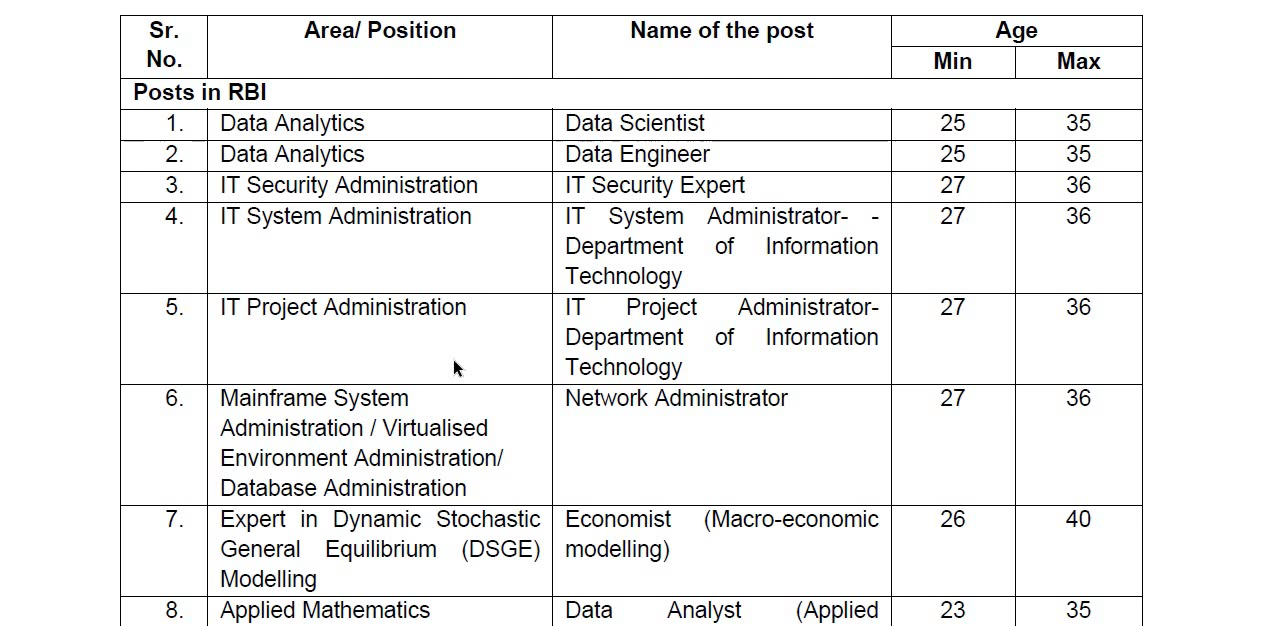 Sr. No. Area/ Position Name of the post Age
Min Max
Posts in RBI
1. Data Analytics Data Scientist 25 35
2. Data Analytics Data Engineer 25 35
3. IT Security Administration IT Security Expert 27 36
4. IT System Administration IT System Administrator- - 27 36
Department of Information
Technology
5. IT Project Administration IT Project Administrator- 27 36
Department of Information
Technology
6. Mainframe System Network Administrator 27 36
Administration / Virtualised
Environment Administration/
Database Administration
7. Expert in Dynamic Stochastic Economist (Macro-economic 26 40
General Equilibrium (DSGE) modelling)
Modelling
8. Applied Mathematics Data Analyst (Applied 23 35